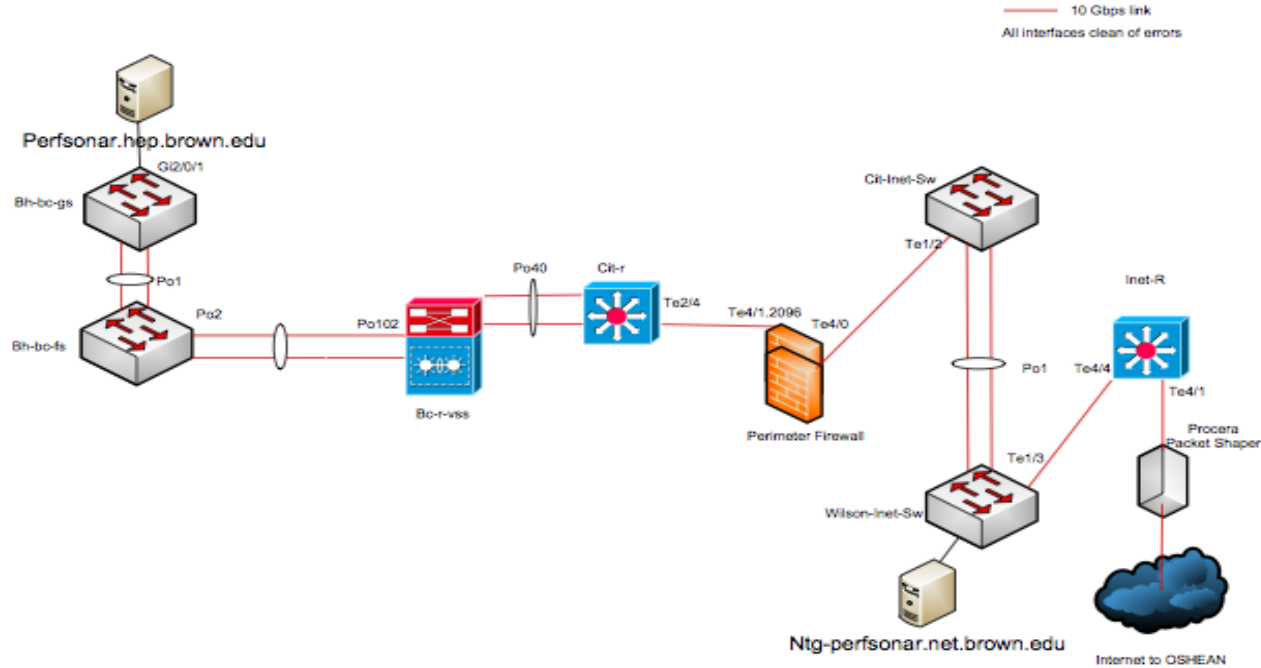 10 Gbps link
All interfaces clean of errors
Perfsonar.hep.brown.edu
Gi2/0/1
Bh-bc-gs
Po1
Po2
Bh-bc-fs
Po102
Bc-r-vss
Po40
Cit-r
Te2/4
Te4/1.2096
Te4/0
Perimeter Firewall
Cit-Inet-Sw
Te1/2
Po1
Te1/3
Wilson-Inet-Sw
Ntg-perfsonar.net.brown.edu
Inet-R
Te4/4
Te4/1
Procera
Packet Shaper
Internet to OSHEAN